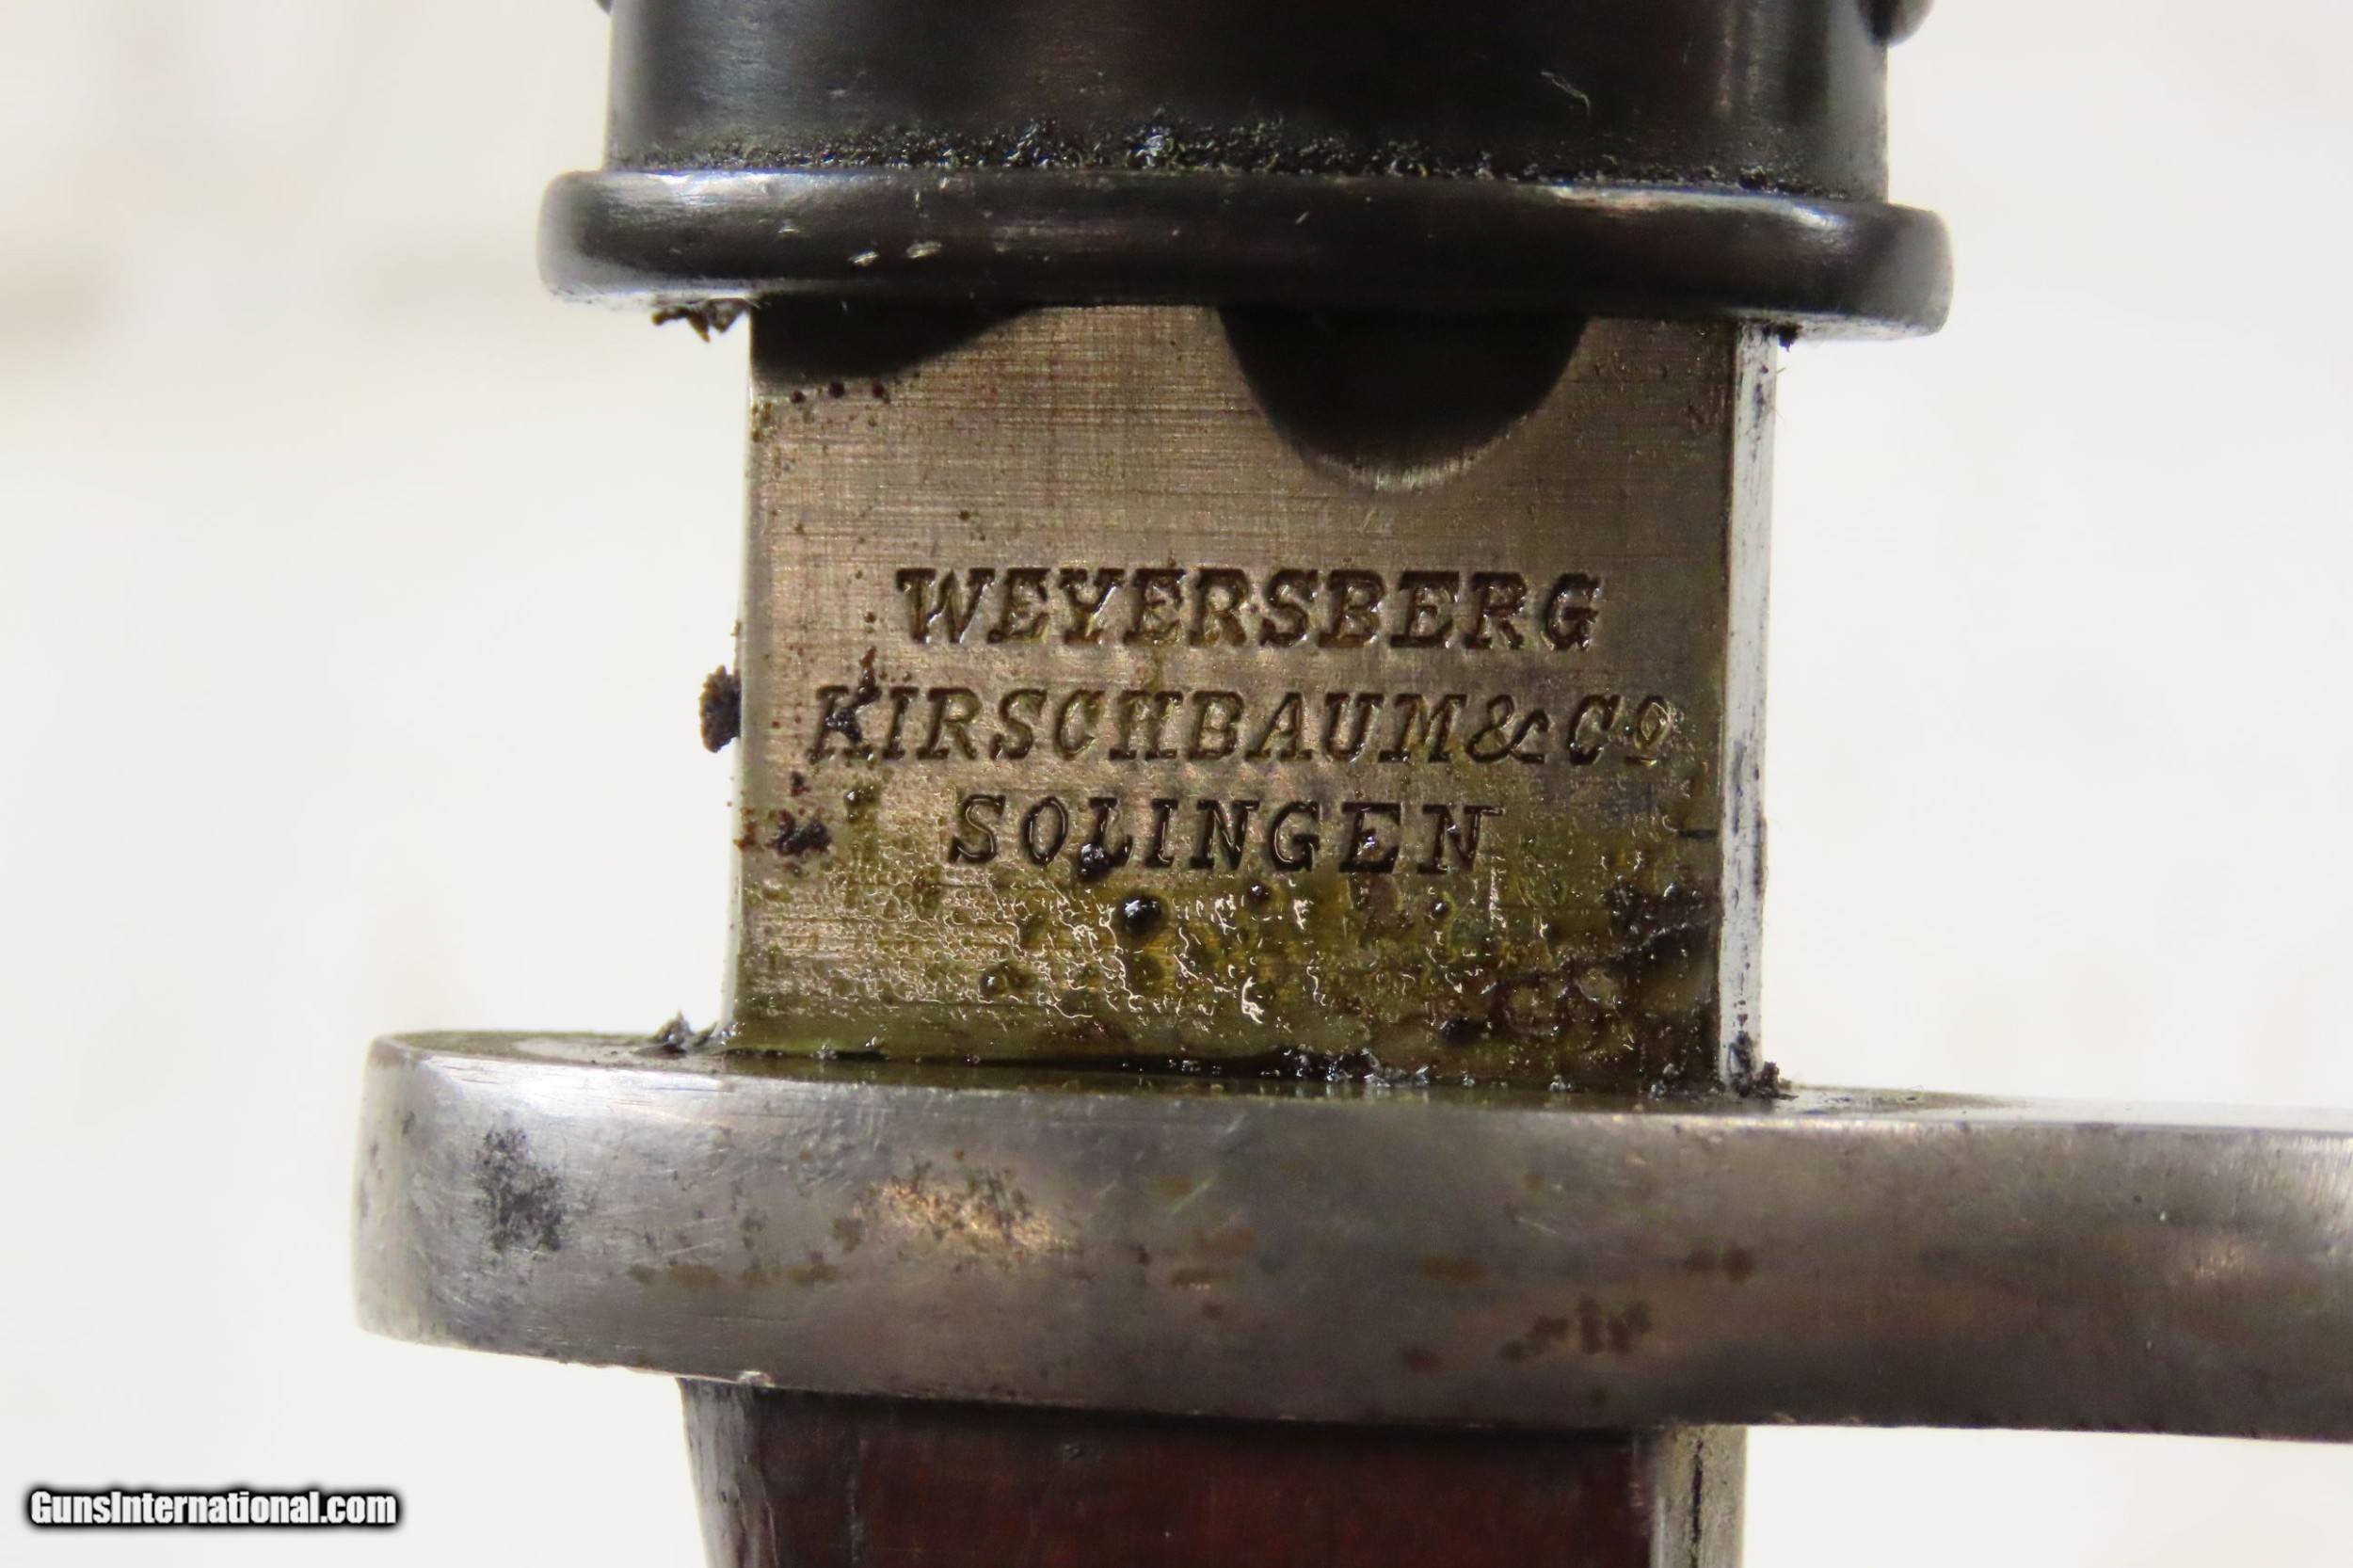 WEYERSBERG
KIRSCHBAUM & Co
SOLINGEN
GunsInternational.com